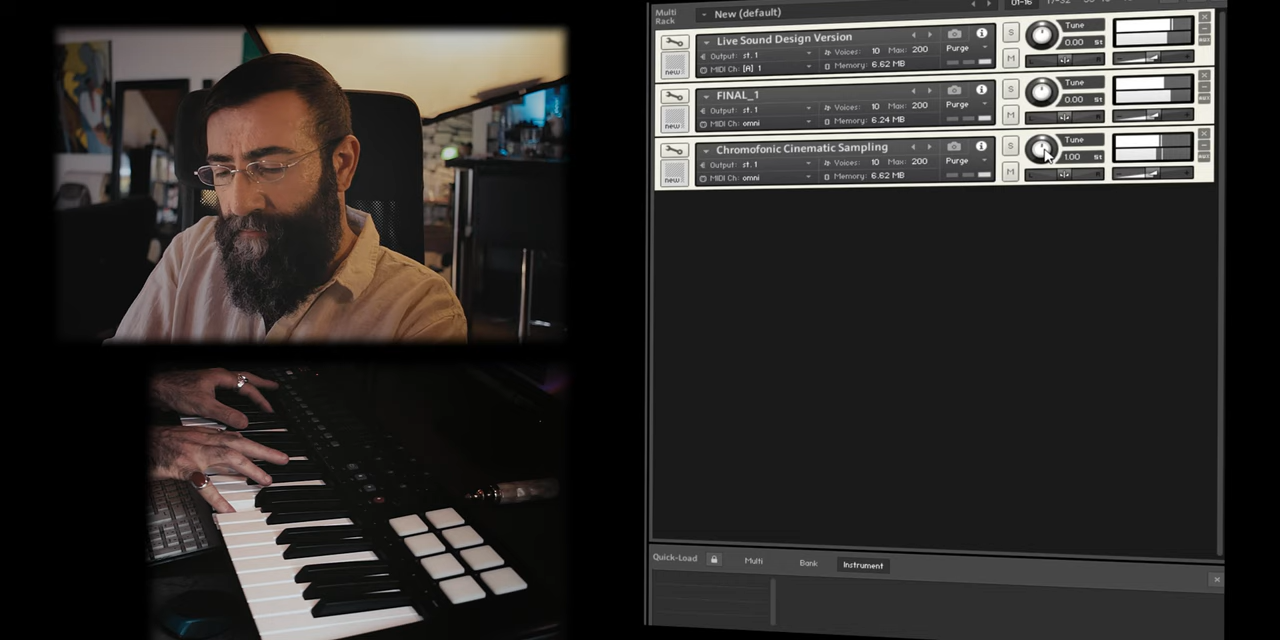 Multi Rack
New (default)
01-16
Live Sound Design Version
Output: st. 1
Voices: 10 Max: 200
Purge
MIDI Ch: [A] 1
Memory: 6.62 MB
new
S
M
Tune
0.00 st
L R
FINAL_1
Output: st. 1
Voices: 10 Max: 200
Purge
MIDI Ch: omni
Memory: 6.24 MB
new
S
M
Tune
0.00 st
L R
Chromofonic Cinematic Sampling
Output: st. 1
Voices: 10 Max: 200
Purge
MIDI Ch: omni
Memory: 6.62 MB
new
S
M
Tune
1.00 st
L R
Quick-Load
Multi
Bank
Instrument